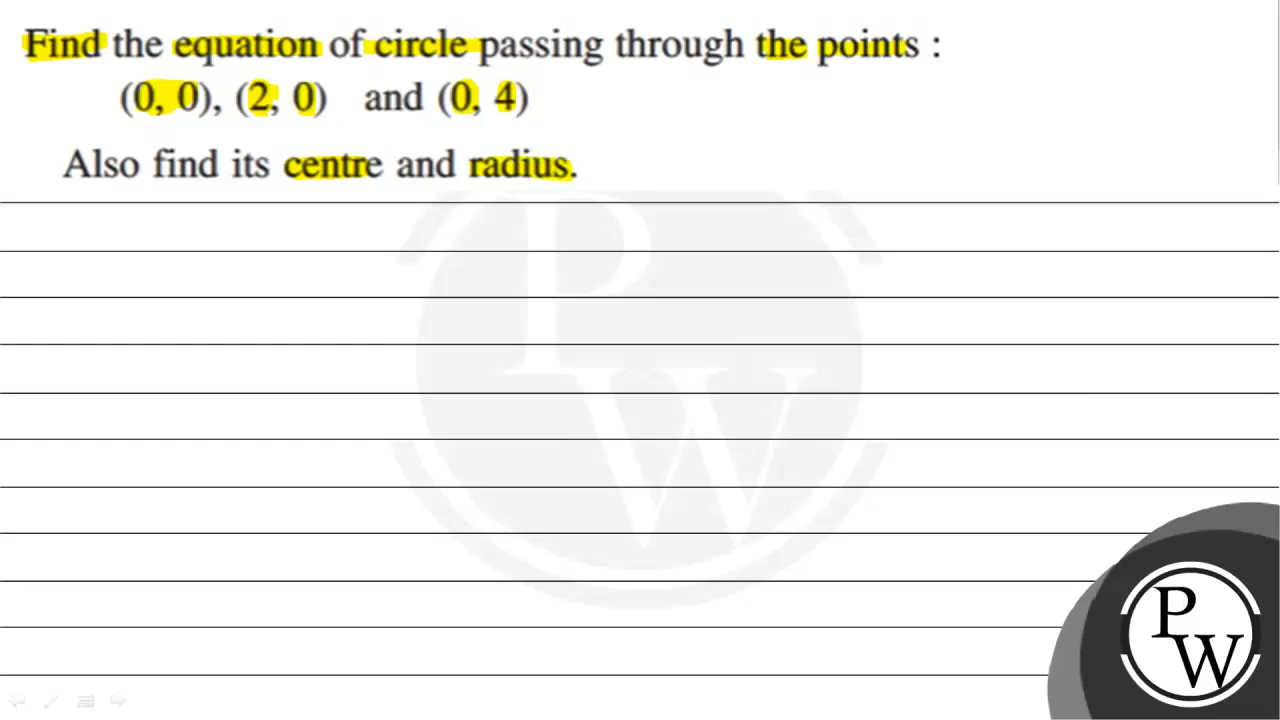 Find the equation of circle passing through the points :
(0, 0), (2, 0) and (0, 4)
Also find its centre and radius.
P
W
P
W